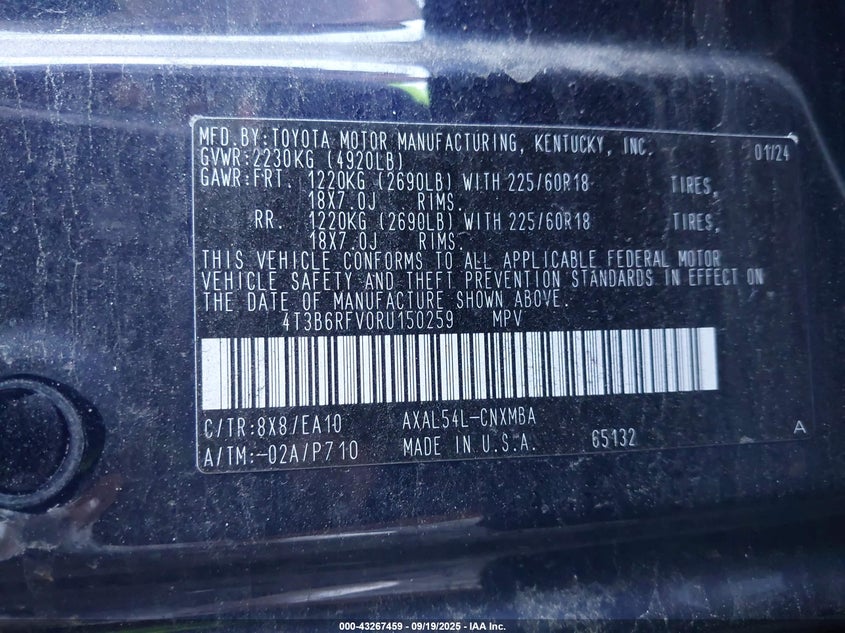 MFD.BY:TOYOTA MOTOR MANUFACTURING, KENTUCKY, INC. 01/24
GVWR:2230KG (4920LB)
GAWR:FRT. 1220KG (2690LB) WITH 225/60R18 TIRES,
18X7.0J RIMS.
RR. 1220KG (2690LB) WITH 225/60R18 TIRES,
18X7.0J RIMS.
THIS VEHICLE CONFORMS TO ALL APPLICABLE FEDERAL MOTOR
VEHICLE SAFETY AND THEFT PREVENTION STANDARDS IN EFFECT ON
THE DATE OF MANUFACTURE SHOWN ABOVE.
4T3B6RFV0RU150259 MPV
C/TR:8X8/EA10 AXAL54L-CNXMBA
A/TM:-02A/P710 MADE IN U.S.A. 65132 A
000-43267459 - 09/19/2025 - IAA Inc.